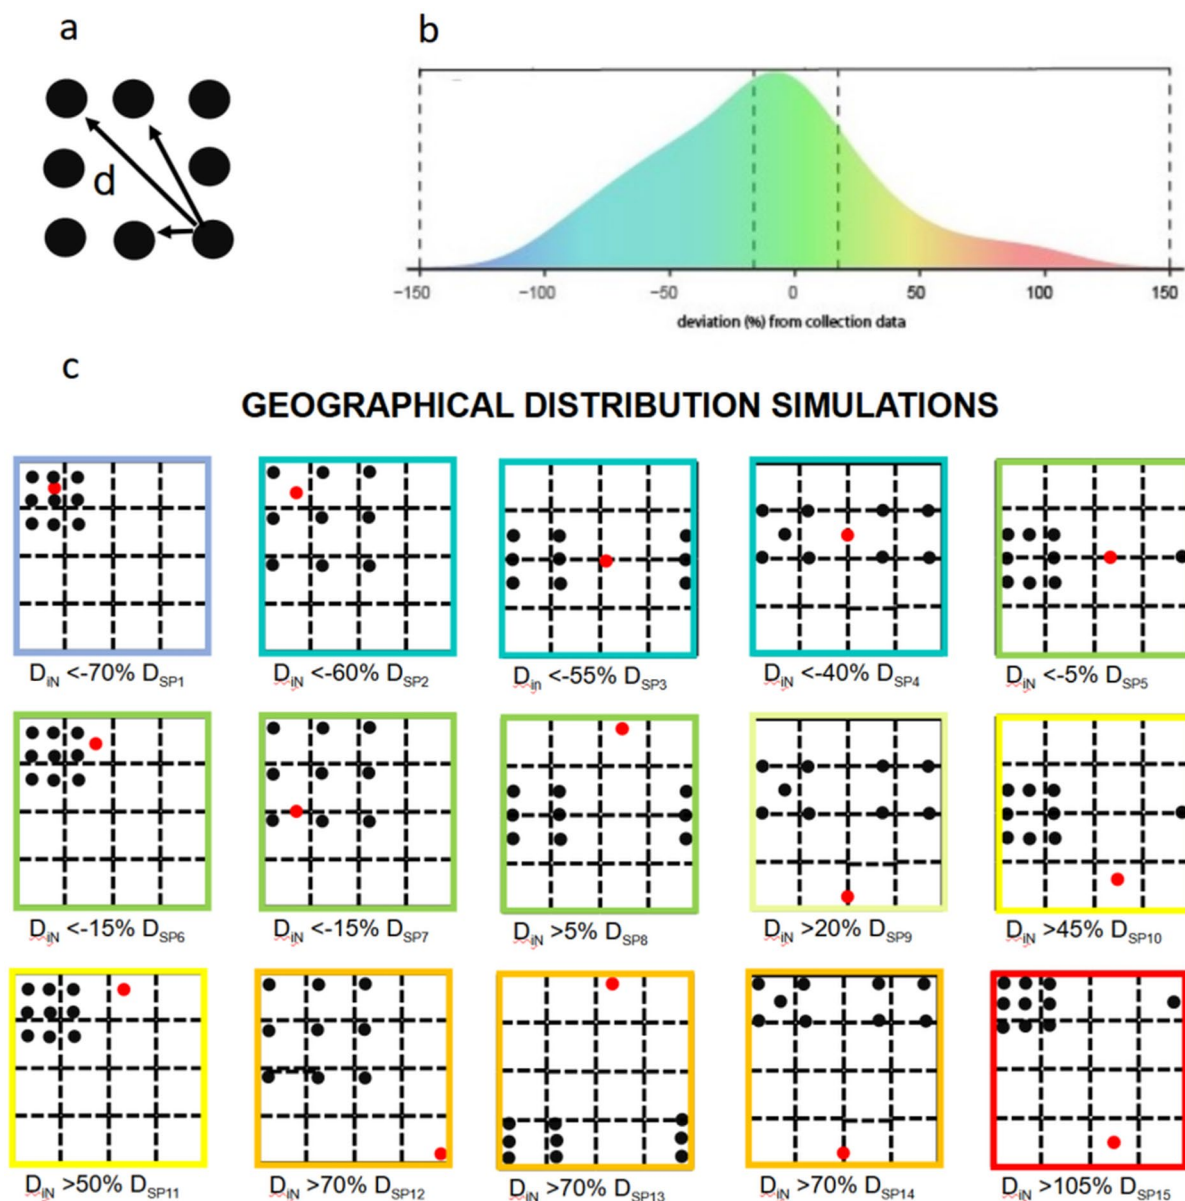 a
b
d
−150 −100 −50 0 50 100 150
deviation (%) from collection data
c
GEOGRAPHICAL DISTRIBUTION SIMULATIONS
DiN <-70% DSP1
DiN <-60% DSP2
Din <-55% DSP3
DiN <-40% DSP4
DiN <-5% DSP5
DiN <-15% DSP6
DiN <-15% DSP7
DiN >5% DSP8
DiN >20% DSP9
DiN >45% DSP10
DiN >50% DSP11
DiN >70% DSP12
DiN >70% DSP13
DiN >70% DSP14
DiN >105% DSP15